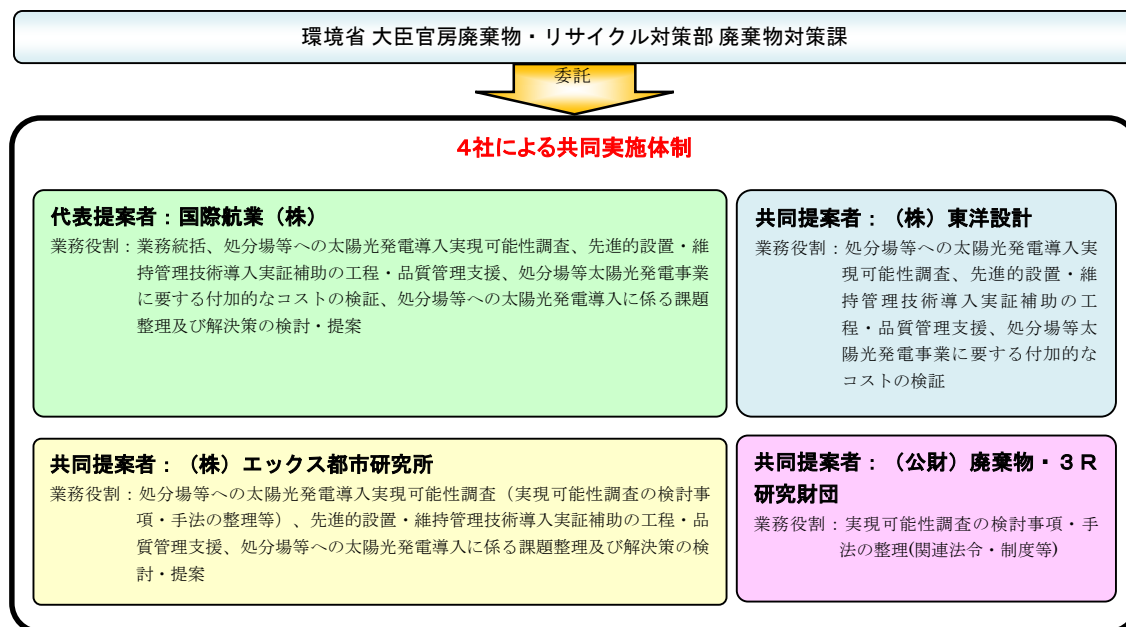 環境省 大臣官房廃棄物・リサイクル対策部 廃棄物対策課
委託
4社による共同実施体制
代表提案者：国際航業（株）
業務役割：業務統括、処分場等への太陽光発電導入実現可能性調査、先進的設置・維
持管理技術導入実証補助の工程・品質管理支援、処分場等太陽光発電事業
に要する付加的なコストの検証、処分場等への太陽光発電導入に係る課題
整理及び解決策の検討・提案
共同提案者：（株）東洋設計
業務役割：処分場等への太陽光発電導入実
現可能性調査、先進的設置・維
持管理技術導入実証補助の工
程・品質管理支援、処分場等太
陽光発電事業に要する付加的な
コストの検証
共同提案者：（株）エックス都市研究所
業務役割：処分場等への太陽光発電導入実現可能性調査（実現可能性調査の検討事
項・手法の整理等）、先進的設置・維持管理技術導入実証補助の工程・品
質管理支援、処分場等への太陽光発電導入に係る課題整理及び解決策の検
討・提案
共同提案者：（公財）廃棄物・３Ｒ
研究財団
業務役割：実現可能性調査の検討事項・手
法の整理(関連法令・制度等)